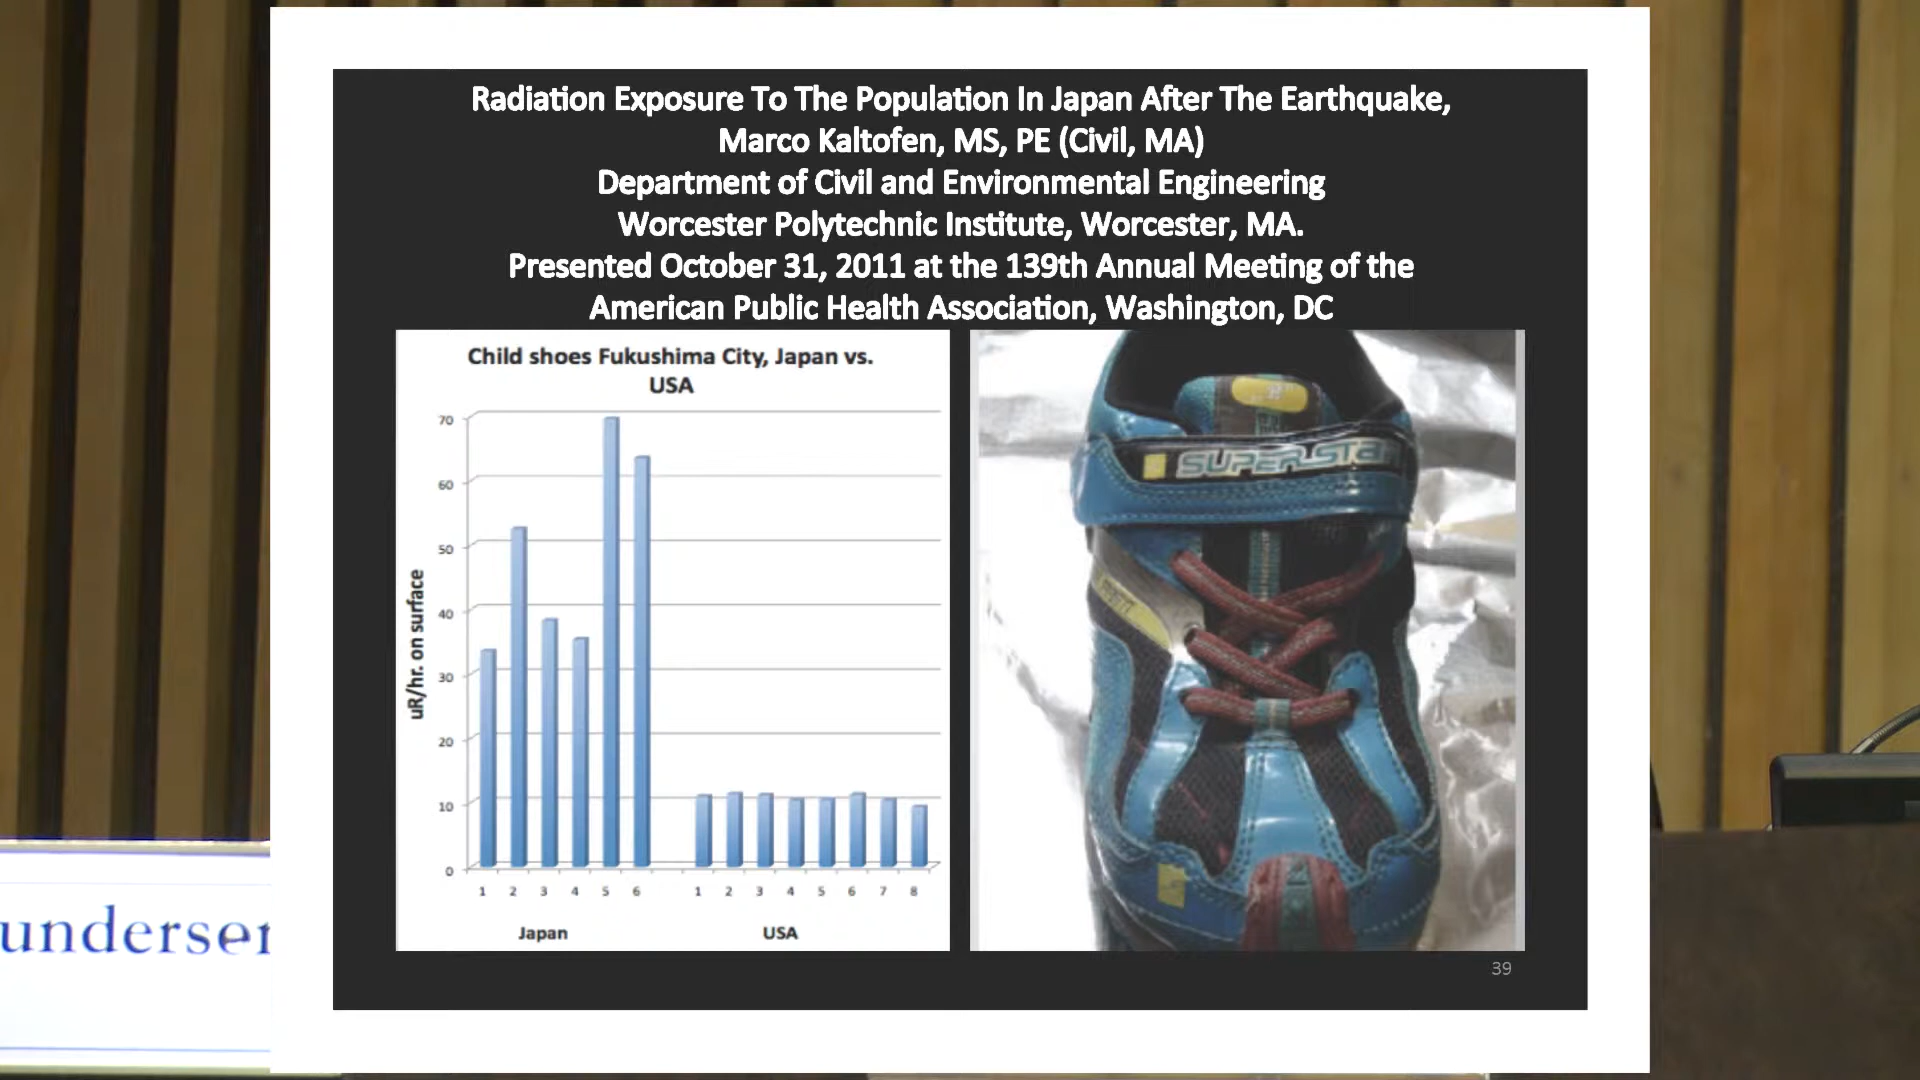 Radiation Exposure To The Population In Japan After The Earthquake,
Marco Kaltofen, MS, PE (Civil, MA)
Department of Civil and Environmental Engineering
Worcester Polytechnic Institute, Worcester, MA.
Presented October 31, 2011 at the 139th Annual Meeting of the
American Public Health Association, Washington, DC
Child shoes Fukushima City, Japan vs.
USA
uR/hr. on surface
70
60
50
40
30
20
10
0
1 2 3 4 5 6 1 2 3 4 5 6 7 8
Japan USA
SUPERSTAR
39
undersen